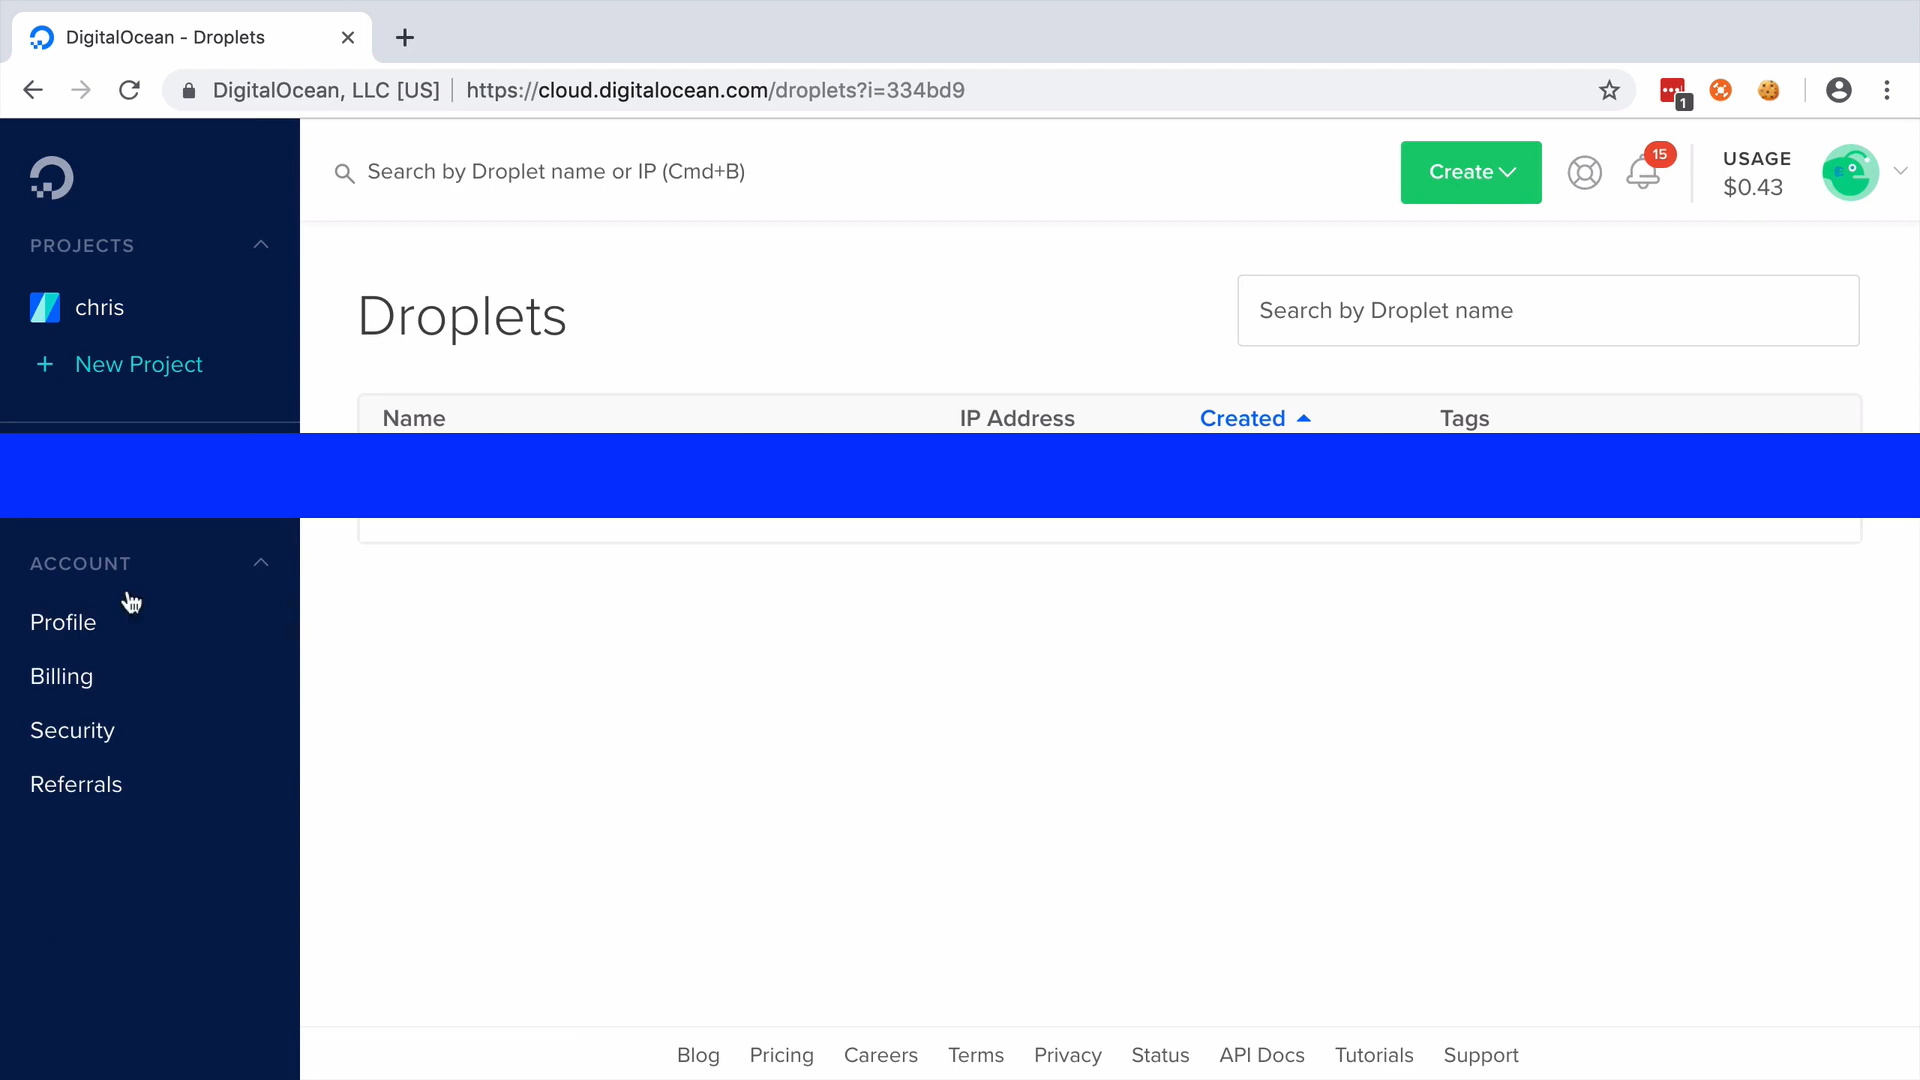 DigitalOcean - Droplets
DigitalOcean, LLC [US] https://cloud.digitalocean.com/droplets?i=334bd9
1
Search by Droplet name or IP (Cmd+B)
Create
15
USAGE
$0.43
PROJECTS
chris
+ New Project
Droplets
Search by Droplet name
Name IP Address Created Tags
ACCOUNT
Profile
Billing
Security
Referrals
Blog Pricing Careers Terms Privacy Status API Docs Tutorials Support